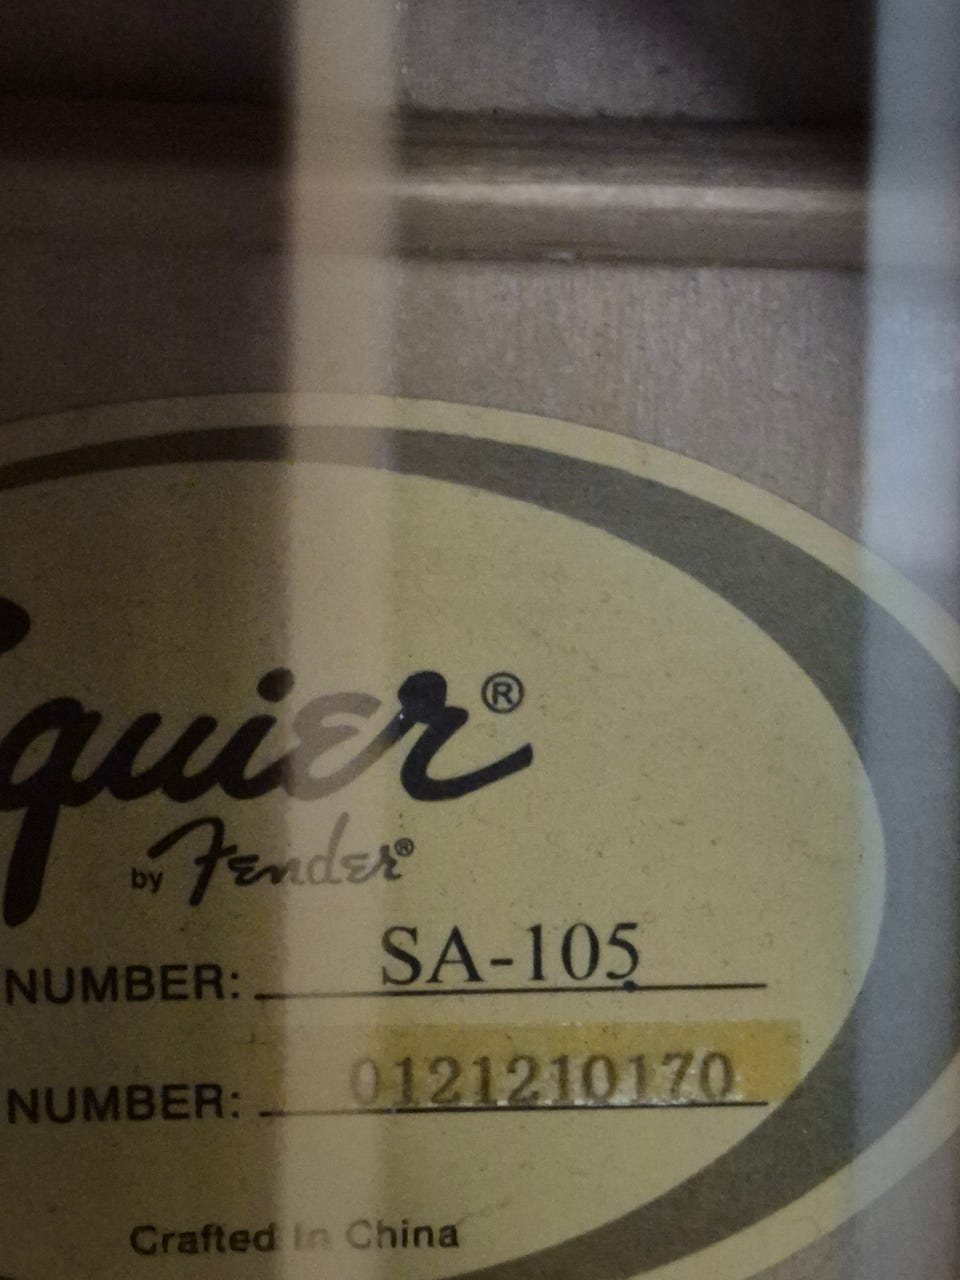 quier®
by Fender®
NUMBER: SA-105
NUMBER: 0121210170
Crafted In China